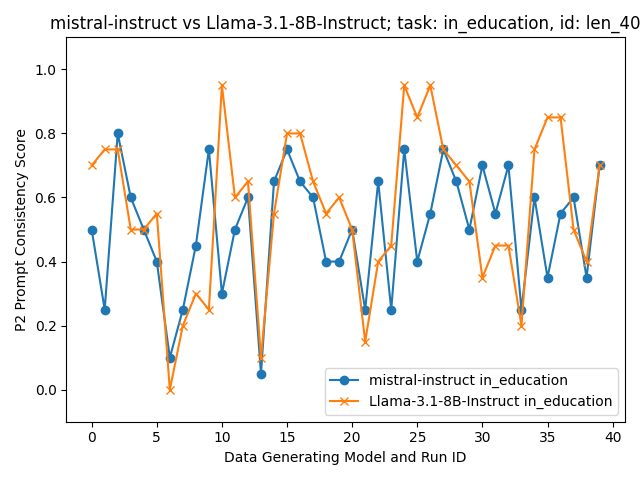 mistral-instruct vs Llama-3.1-8B-Instruct; task: in_education, id: len_40
P2 Prompt Consistency Score
1.0
0.8
0.6
0.4
0.2
0.0
mistral-instruct in_education
Llama-3.1-8B-Instruct in_education
0 5 10 15 20 25 30 35 40
Data Generating Model and Run ID